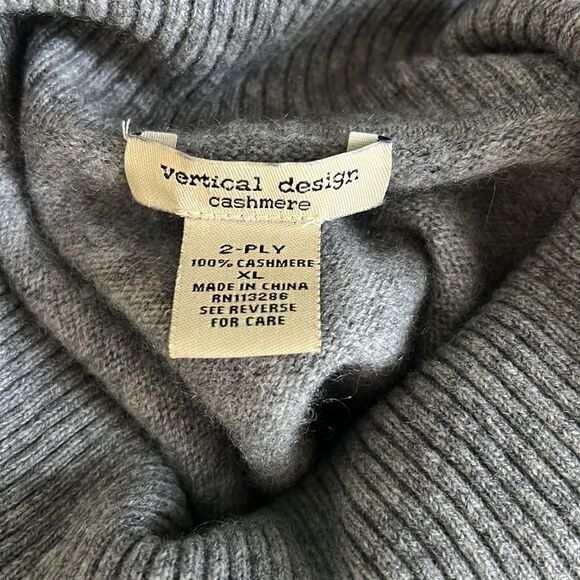 vertical design
cashmere
2-PLY
100% CASHMERE
XL
MADE IN CHINA
RN113286
SEE REVERSE
FOR CARE